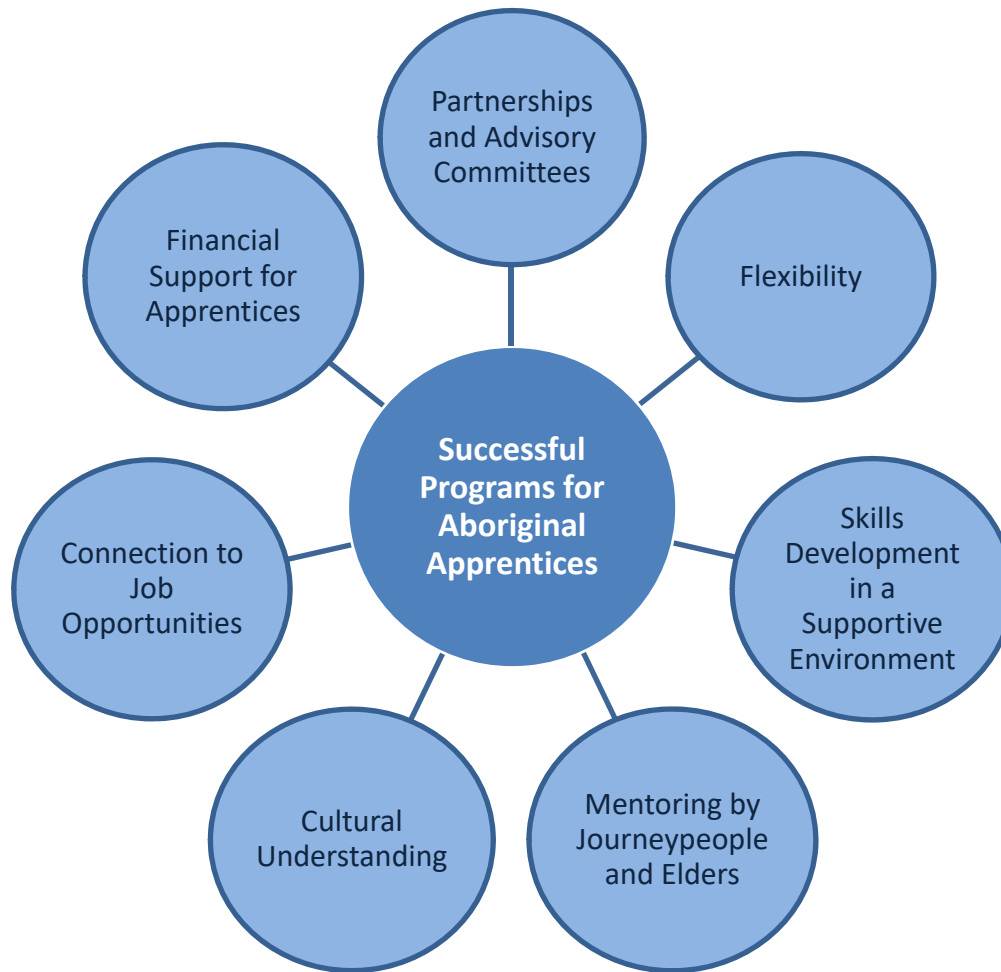 Partnerships
and Advisory
Committees
Flexibility
Skills
Development
in a
Supportive
Environment
Mentoring by
Journeypeople
and Elders
Cultural
Understanding
Connection to
Job
Opportunities
Financial
Support for
Apprentices
Successful
Programs for
Aboriginal
Apprentices